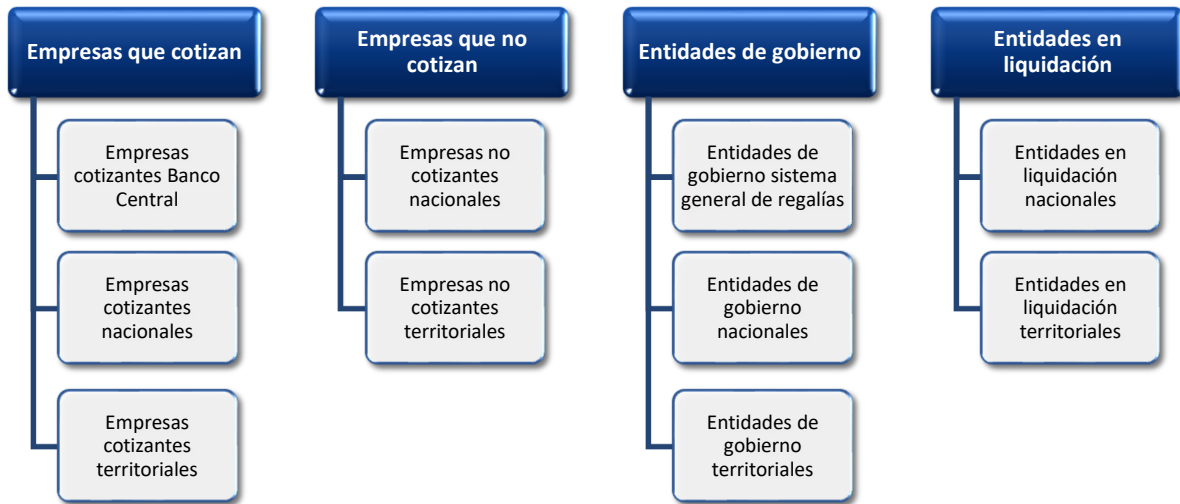 Empresas que cotizan
Empresas
cotizantes Banco
Central
Empresas
cotizantes
nacionales
Empresas
cotizantes
territoriales
Empresas que no
cotizan
Empresas no
cotizantes
nacionales
Empresas no
cotizantes
territoriales
Entidades de gobierno
Entidades de
gobierno sistema
general de regalías
Entidades de
gobierno
nacionales
Entidades de
gobierno
territoriales
Entidades en
liquidación
Entidades en
liquidación
nacionales
Entidades en
liquidación
territoriales